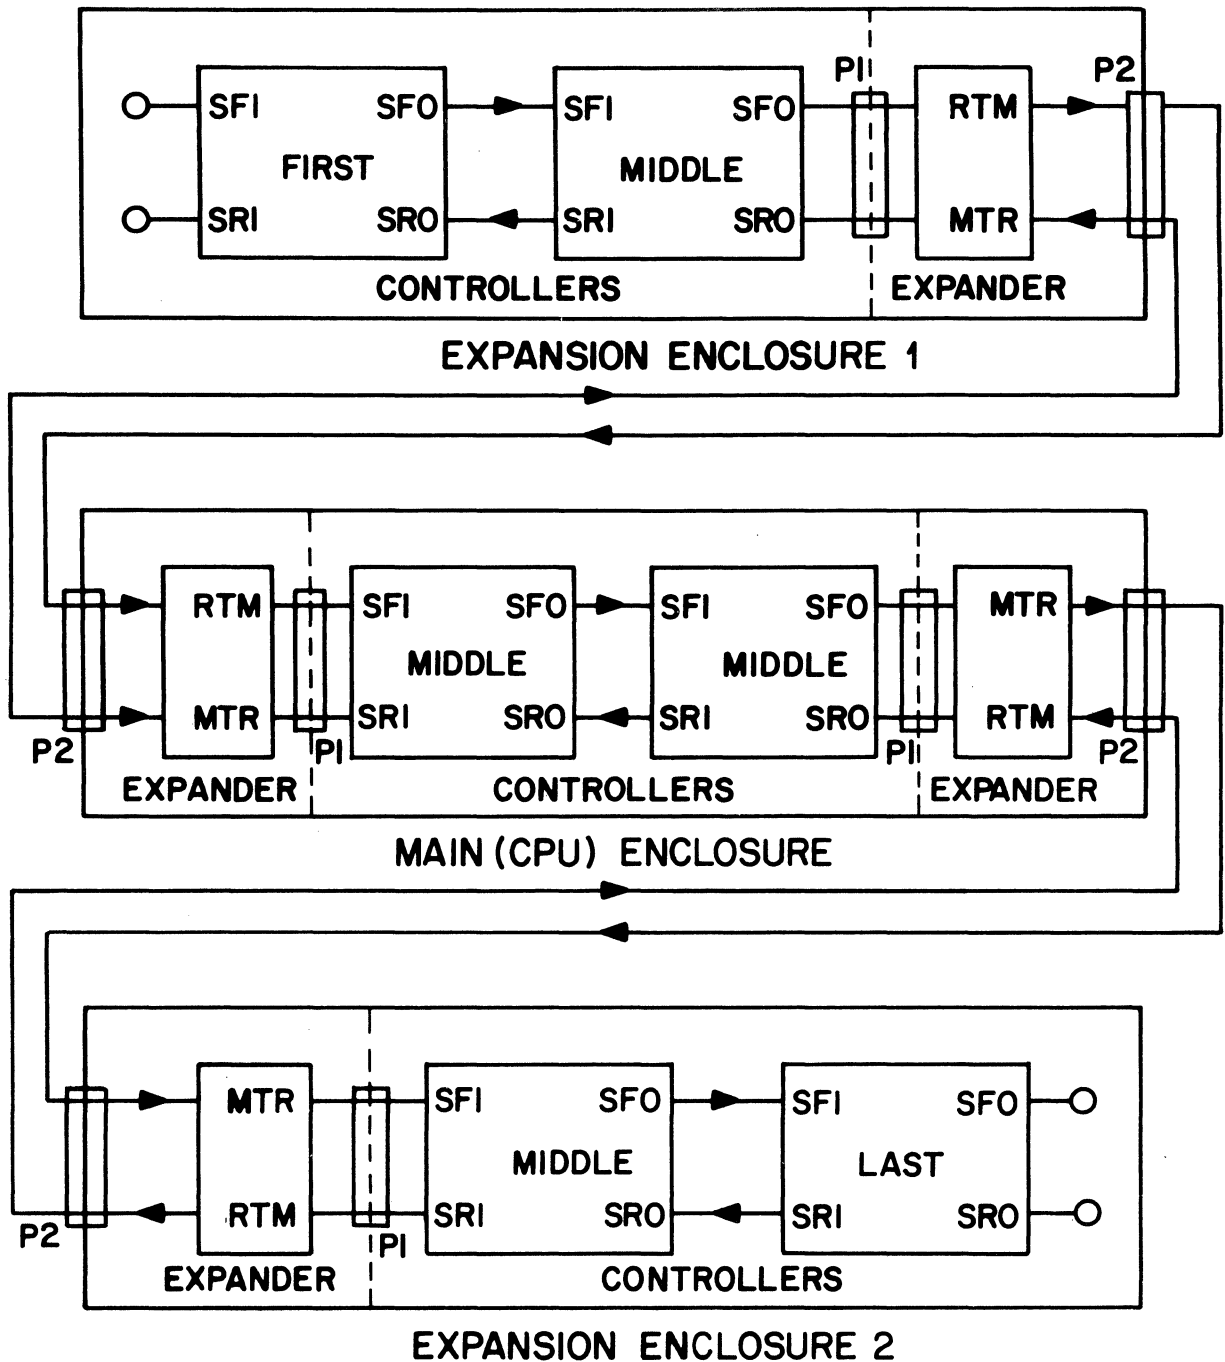 P1 P2
SFI SFO SFI SFO RTM
FIRST MIDDLE
SRI SRO SRI SRO MTR
CONTROLLERS EXPANDER
EXPANSION ENCLOSURE 1
RTM SFI SFO SFI SFO MTR
MIDDLE MIDDLE
MTR SRI SRO SRI SRO RTM
P2 P1 P1 P2
EXPANDER CONTROLLERS EXPANDER
MAIN (CPU) ENCLOSURE
MTR SFI SFO SFI SFO
MIDDLE LAST
RTM SRI SRO SRI SRO
P2 P1
EXPANDER CONTROLLERS
EXPANSION ENCLOSURE 2